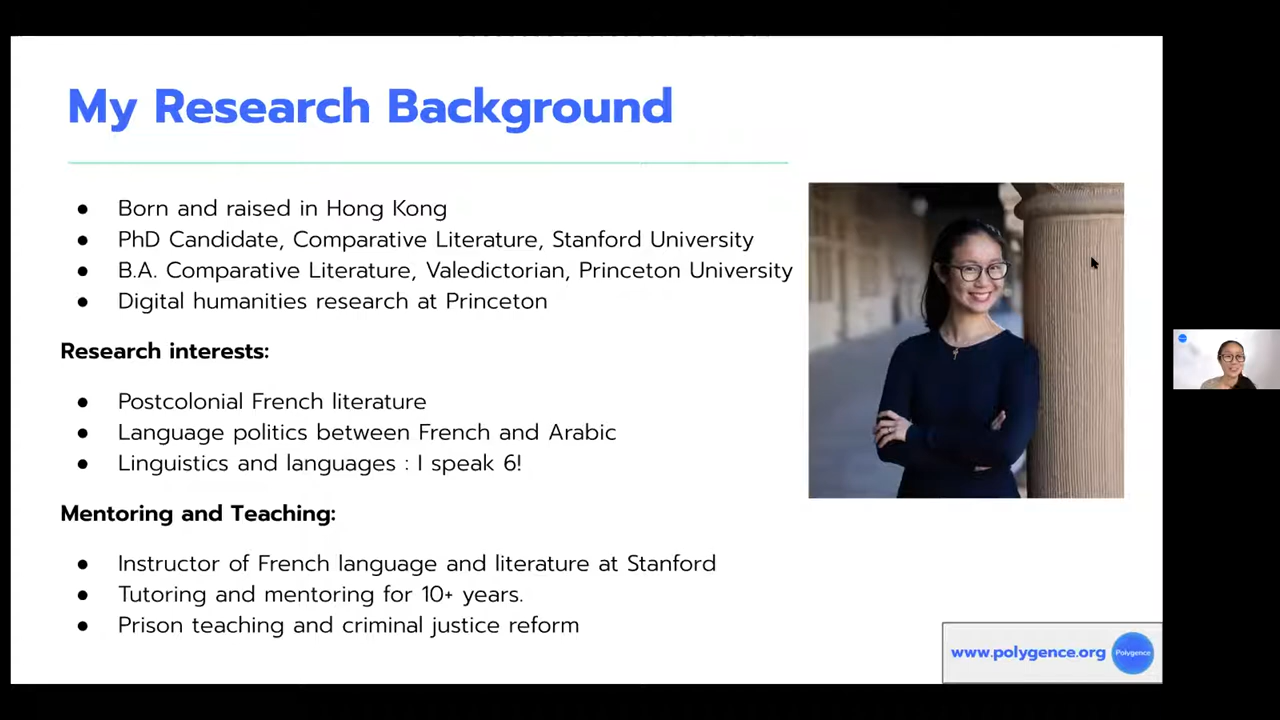 My Research Background
● Born and raised in Hong Kong
● PhD Candidate, Comparative Literature, Stanford University
● B.A. Comparative Literature, Valedictorian, Princeton University
● Digital humanities research at Princeton
Research interests:
● Postcolonial French literature
● Language politics between French and Arabic
● Linguistics and languages : I speak 6!
Mentoring and Teaching:
● Instructor of French language and literature at Stanford
● Tutoring and mentoring for 10+ years.
● Prison teaching and criminal justice reform
www.polygence.org
Polygence